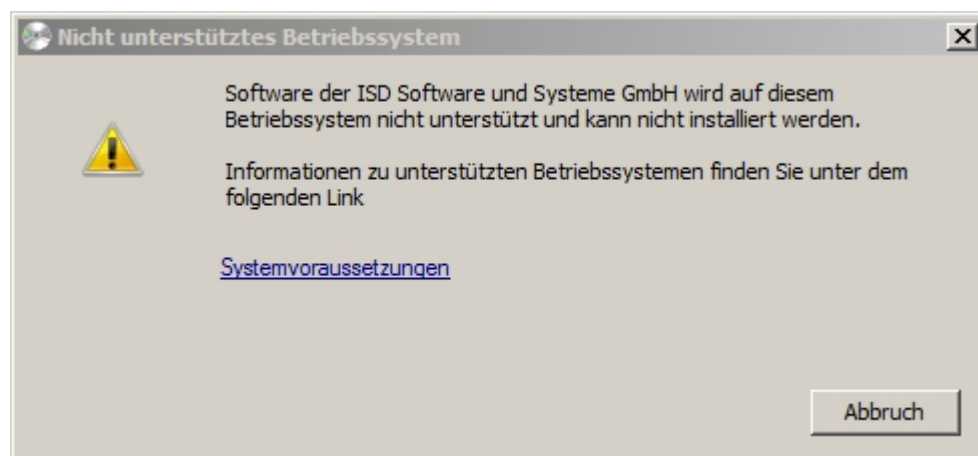 Nicht unterstütztes Betriebssystem
Software der ISD Software und Systeme GmbH wird auf diesem
Betriebssystem nicht unterstützt und kann nicht installiert werden.
Informationen zu unterstützten Betriebssystemen finden Sie unter dem
folgenden Link
Systemvoraussetzungen
Abbruch